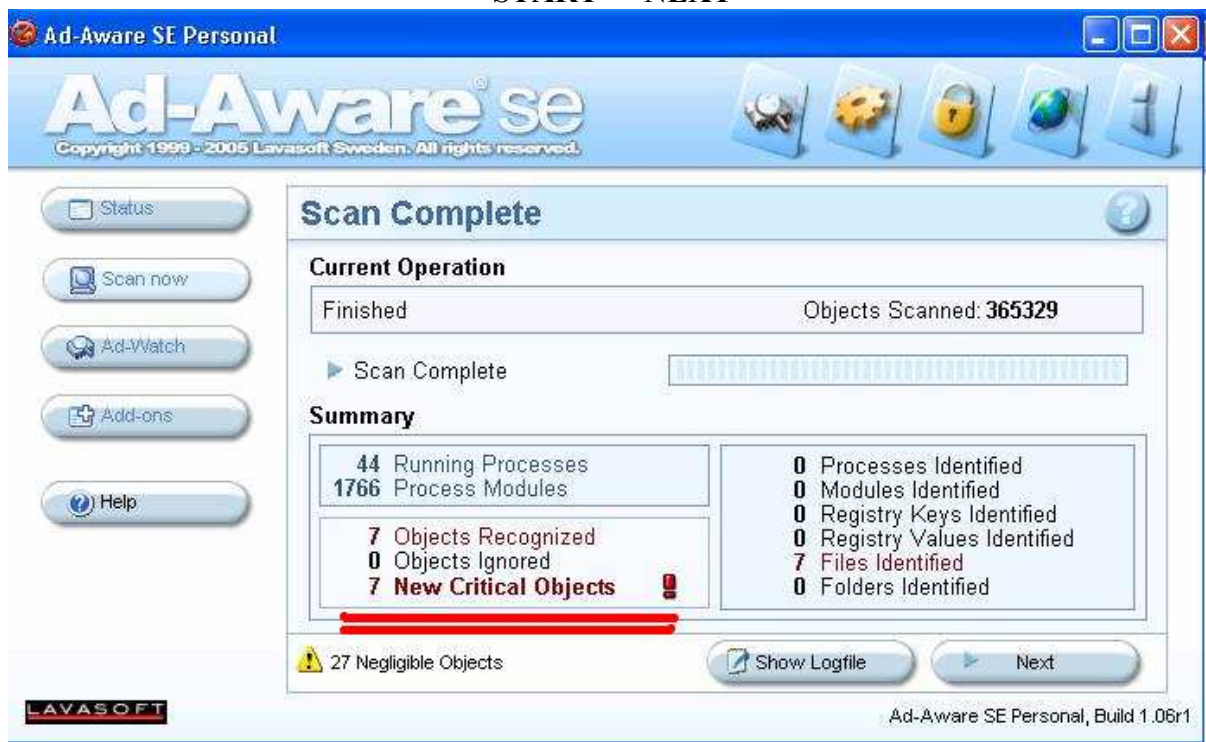 START NEXT
Ad-Aware SE Personal
Ad-Aware SE
Copyright 1999 - 2005 Lavasoft Sweden. All rights reserved.
Status
Scan now
Ad-Watch
Add-ons
Help
Scan Complete
Current Operation
Finished Objects Scanned: 365329
Scan Complete
Summary
44 Running Processes
1766 Process Modules
7 Objects Recognized
0 Objects Ignored
7 New Critical Objects !
0 Processes Identified
0 Modules Identified
0 Registry Keys Identified
0 Registry Values Identified
7 Files Identified
0 Folders Identified
27 Negligible Objects
Show Logfile
Next
LAVASOFT
Ad-Aware SE Personal, Build 1.06r1